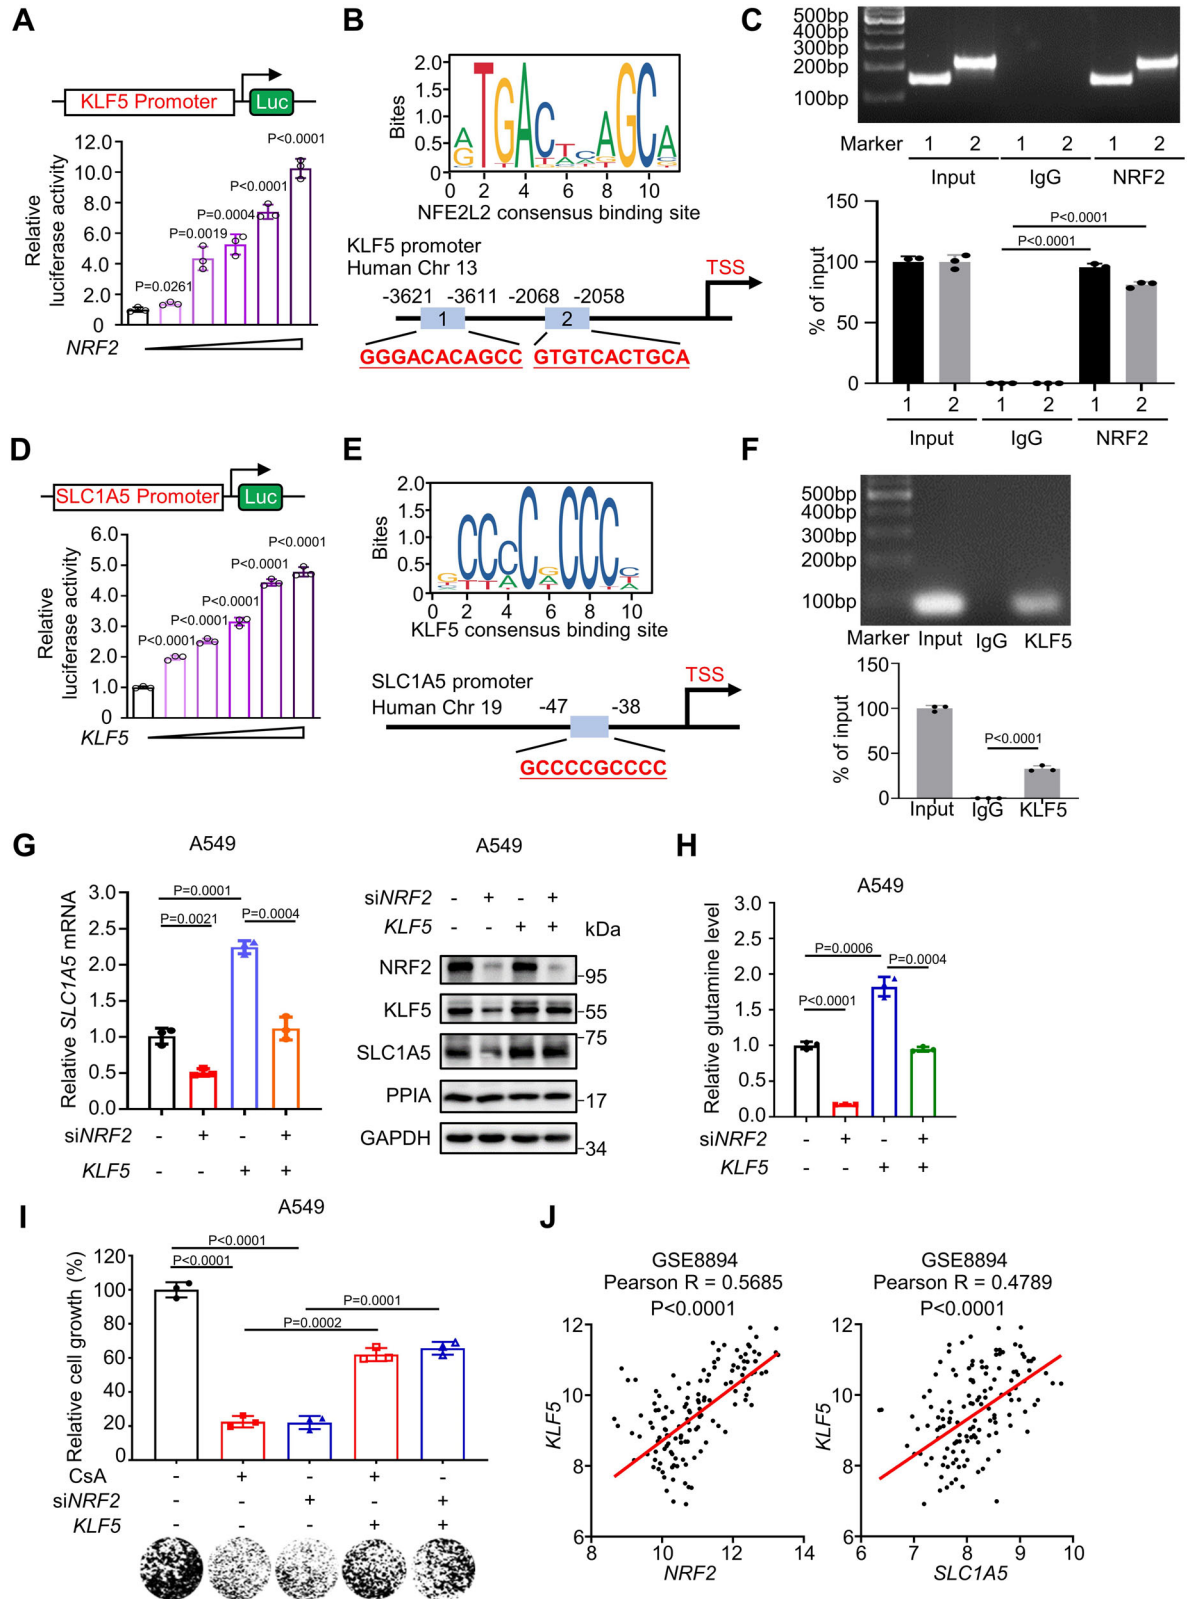 A
KLF5 Promoter
Luc
Relative
luciferase activity
12.0
10.0
8.0
6.0
4.0
2.0
0
P=0.0261
P=0.0019
P=0.0004
P<0.0001
P<0.0001
NRF2
B
Bites
2.0
1.5
1.0
0.5
0
0 2 4 6 8 10
NFE2L2 consensus binding site
KLF5 promoter
Human Chr 13
TSS
-3621 -3611 -2068 -2058
1 2
GGGACACAGCC GTGTCACTGCA
C
500bp
400bp
300bp
200bp
100bp
Marker 1 2 1 2 1 2
Input IgG NRF2
% of input
150
100
50
0
P<0.0001
P<0.0001
1 2 1 2 1 2
Input IgG NRF2
D
SLC1A5 Promoter
Luc
Relative
luciferase activity
6.0
5.0
4.0
3.0
2.0
1.0
0
P<0.0001
P<0.0001
P<0.0001
P<0.0001
P<0.0001
KLF5
E
Bites
2.0
1.5
1.0
0.5
0
0 2 4 6 8 10
KLF5 consensus binding site
SLC1A5 promoter
Human Chr 19
-47 -38
TSS
GCCCCGCCCC
F
500bp
400bp
300bp
200bp
100bp
Marker Input IgG KLF5
% of input
150
100
50
0
P<0.0001
Input IgG KLF5
G
A549
Relative SLC1A5 mRNA
3.0
2.5
2.0
1.5
1.0
0.5
0.0
P=0.0001
P=0.0021
P=0.0004
siNRF2 - + - +
KLF5 - - + +
A549
siNRF2 - + - +
KLF5 - - + + kDa
NRF2 95
KLF5 55
75
SLC1A5
PPIA 17
GAPDH 34
H
A549
Relative glutamine level
3.0
2.5
2.0
1.5
1.0
0.5
0.0
P=0.0006
P<0.0001
P=0.0004
siNRF2 - + - +
KLF5 - - + +
I
A549
Relative cell growth (%)
120
100
80
60
40
20
0
P<0.0001
P<0.0001
P=0.0001
P=0.0002
CsA - + - + -
siNRF2 - - + - +
KLF5 - - - + +
J
GSE8894
Pearson R = 0.5685
P<0.0001
KLF5
12
10
8
6
8 10 12 14
NRF2
GSE8894
Pearson R = 0.4789
P<0.0001
KLF5
12
10
8
6
6 7 8 9 10
SLC1A5